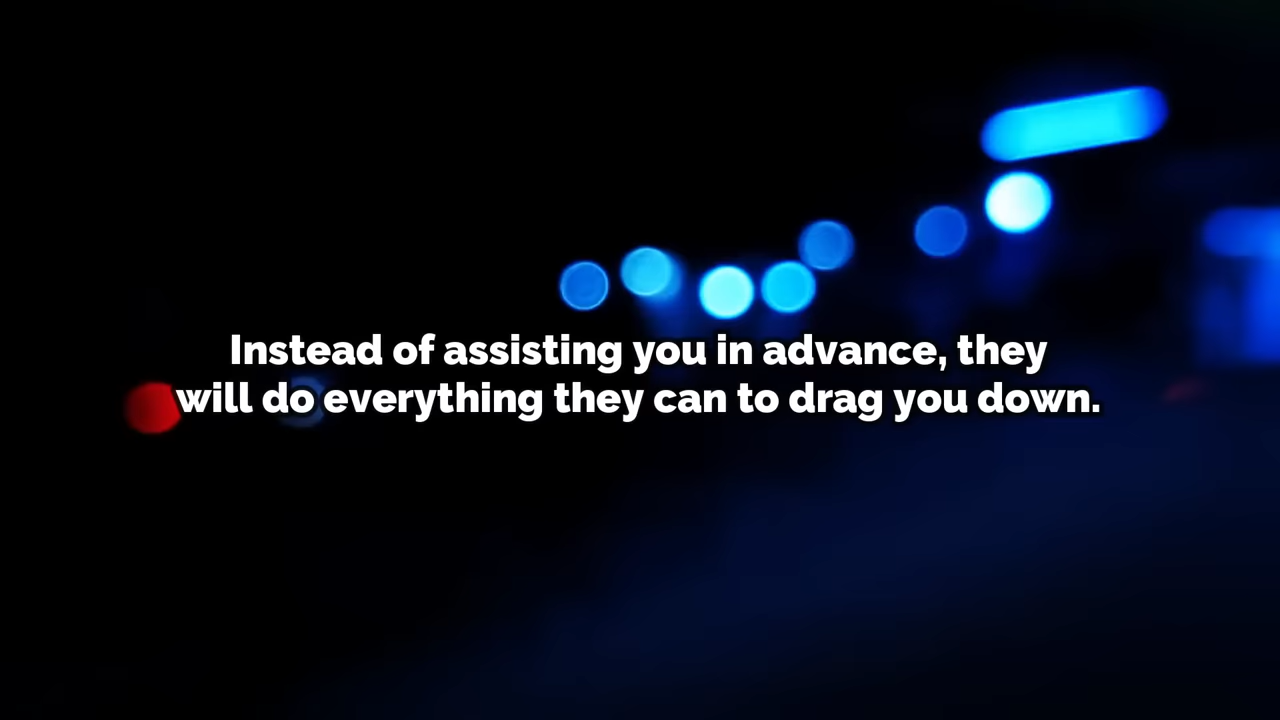 Instead of assisting you in advance, they
will do everything they can to drag you down.